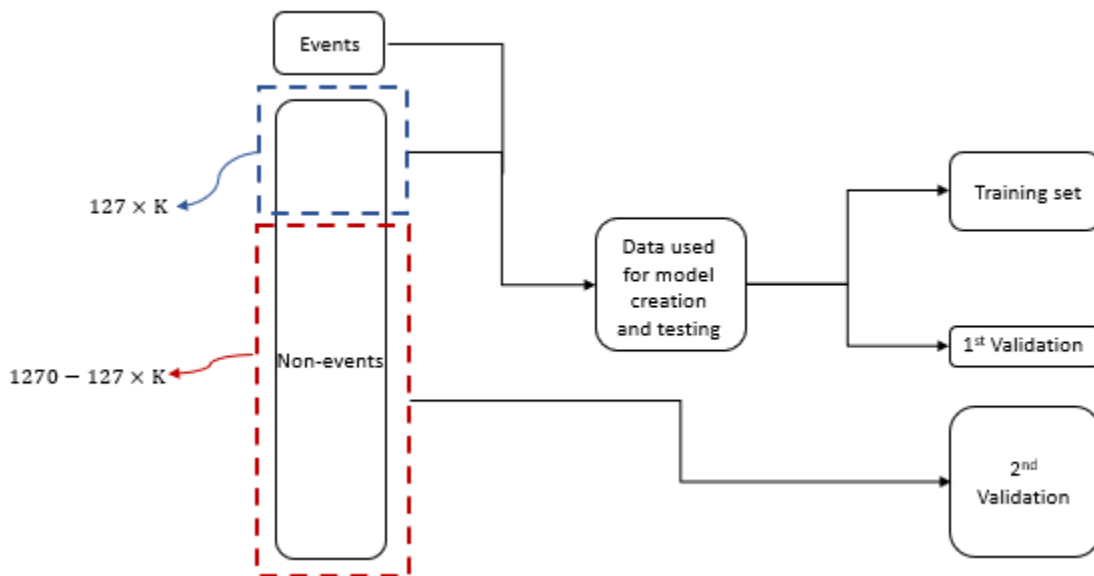 Events
127 × K
Training set
Data used
for model
creation
and testing
1st Validation
Non-events
1270 − 127 × K
2nd
Validation